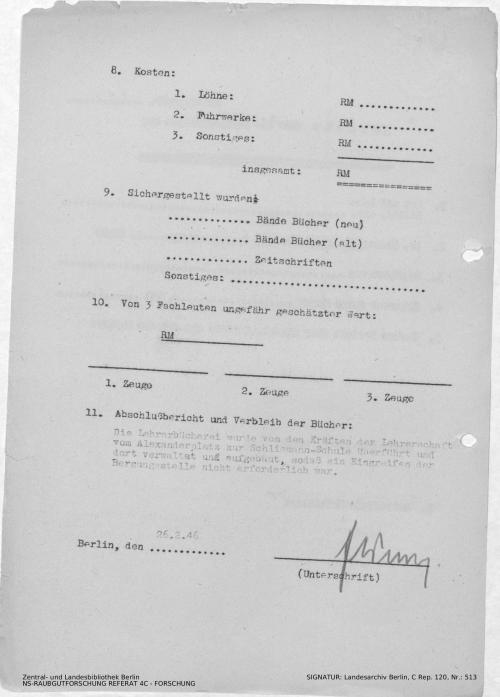 8. Kosten:
1. Löhne: RM .............
2. Fuhrwerke: RM .............
3. Sonstiges: RM .............
insgesamt: RM
================
9. Sichergestellt wurden:
.............. Bände Bücher (neu)
.............. Bände Bücher (alt)
.............. Zeitschriften
Sonstiges: .................................
10. Von 3 Fachleuten ungefähr geschätzter Wert:
RM
1. Zeuge 2. Zeuge 3. Zeuge
11. Abschlußbericht und Verbleib der Bücher:
Die Lehrerbücherei wurde von den Kräften der Lehrerschaft
vom Alexanderplatz zur Schliemann-Schule überführt und
dort verwaltet und aufgebaut, sodaß ein Eingreifen der
Bergungsstelle nicht erforderlich war.
26.2.46
Berlin, den .............
(Unterschrift)
Zentral- und Landesbibliothek Berlin
NS-RAUBGUTFORSCHUNG REFERAT 4C - FORSCHUNG
SIGNATUR: Landesarchiv Berlin, C Rep. 120, Nr.: 513